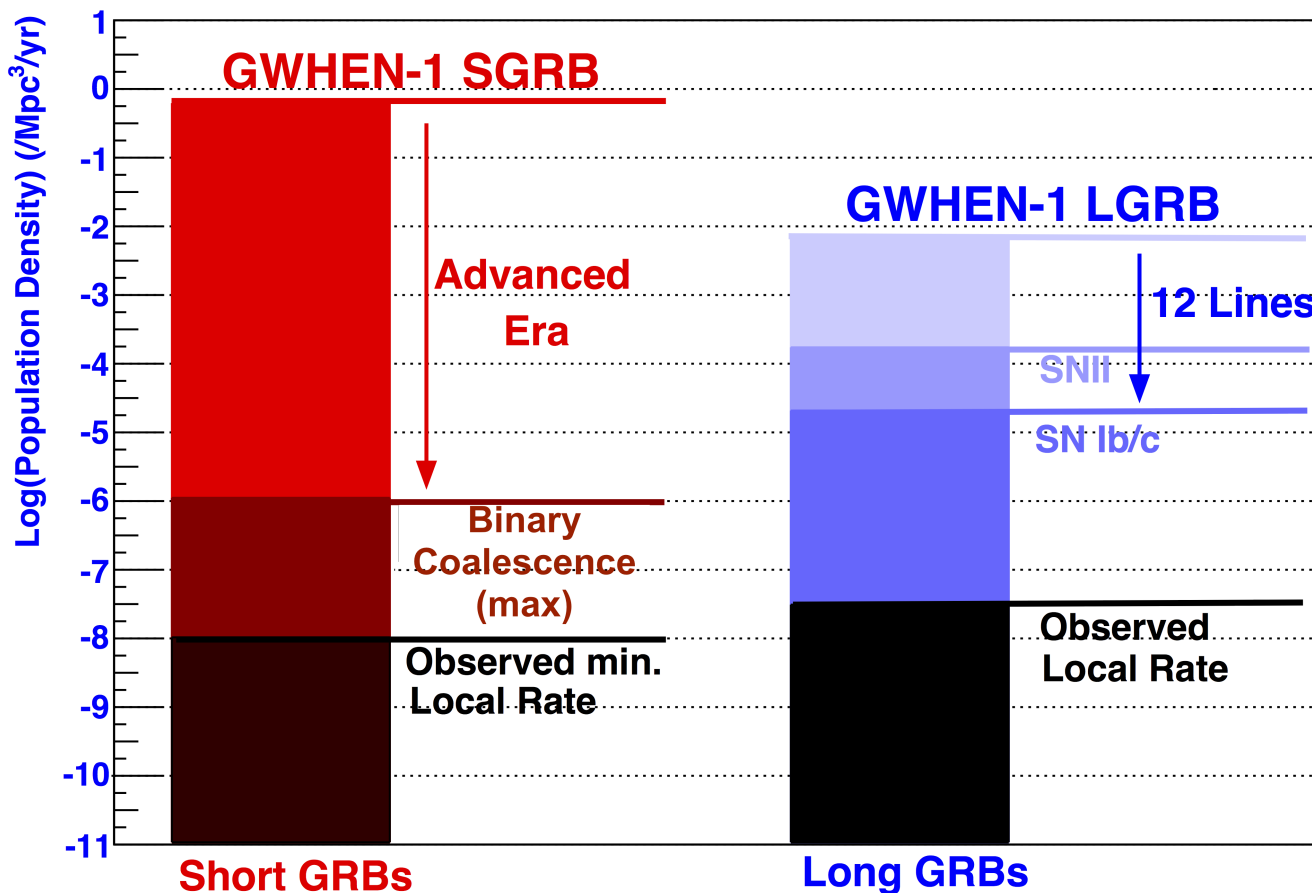 Log(Population Density) (/Mpc³/yr)
1
0
-1
-2
-3
-4
-5
-6
-7
-8
-9
-10
-11
GWHEN-1 SGRB
Advanced
Era
Binary
Coalescence
(max)
Observed min.
Local Rate
Short GRBs
GWHEN-1 LGRB
12 Lines
SNII
SN Ib/c
Observed
Local Rate
Long GRBs